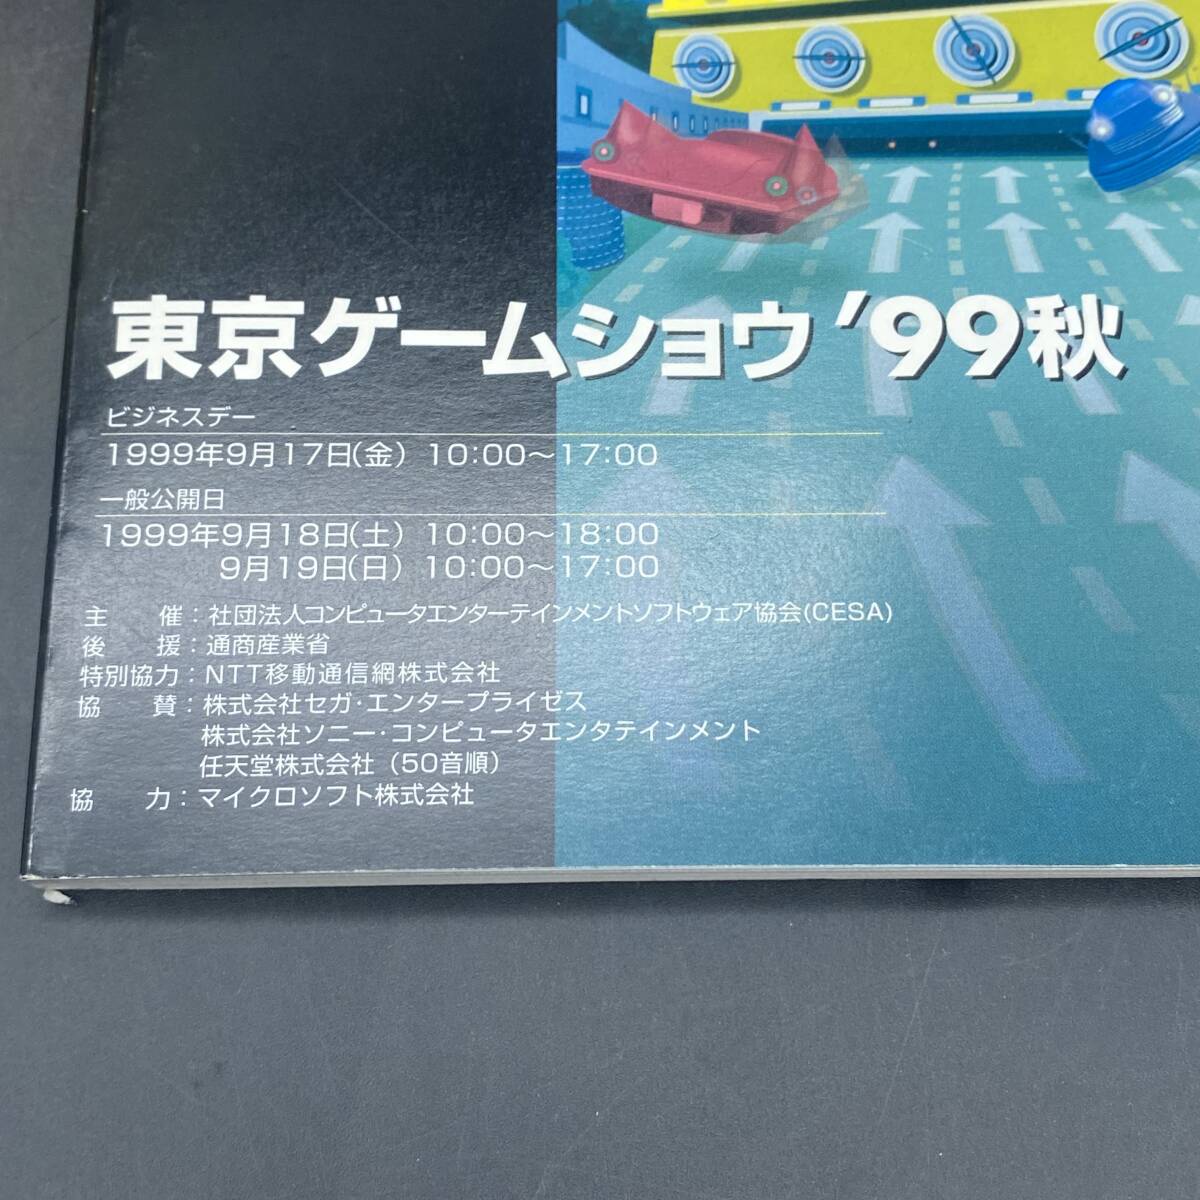 東京ゲームショウ'99秋
ビジネスデー
1999年9月17日(金) 10:00〜17:00
一般公開日
1999年9月18日(土) 10:00〜18:00
9月19日(日) 10:00〜17:00
主　　催：社団法人コンピュータエンターテインメントソフトウェア協会(CESA)
後　　援：通商産業省
特別協力：NTT移動通信網株式会社
協　　賛：株式会社セガ・エンタープライゼス
株式会社ソニー・コンピュータエンタテインメント
任天堂株式会社（50音順）
協　　力：マイクロソフト株式会社